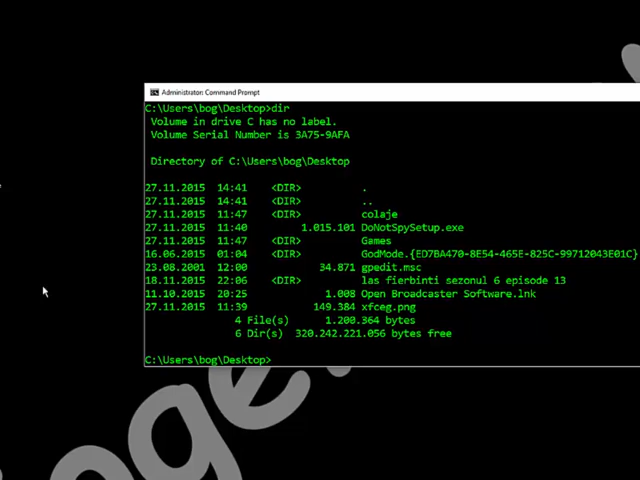 Administrator: Command Prompt
C:\Users\bog\Desktop>dir
Volume in drive C has no label.
Volume Serial Number is 3A75-9AFA
Directory of C:\Users\bog\Desktop
27.11.2015 14:41 <DIR> .
27.11.2015 14:41 <DIR> ..
27.11.2015 11:47 <DIR> colaje
27.11.2015 11:40 1.015.101 DoNotSpySetup.exe
27.11.2015 11:47 <DIR> Games
16.06.2015 01:04 <DIR> GodMode.{ED7BA470-8E54-465E-825C-99712043E01C}
23.08.2001 12:00 34.871 gpedit.msc
18.11.2015 22:06 <DIR> las fierbinti sezonul 6 episode 13
11.10.2015 20:25 1.008 Open Broadcaster Software.lnk
27.11.2015 11:39 149.384 xfceg.png
4 File(s) 1.200.364 bytes
6 Dir(s) 320.242.221.056 bytes free
C:\Users\bog\Desktop>